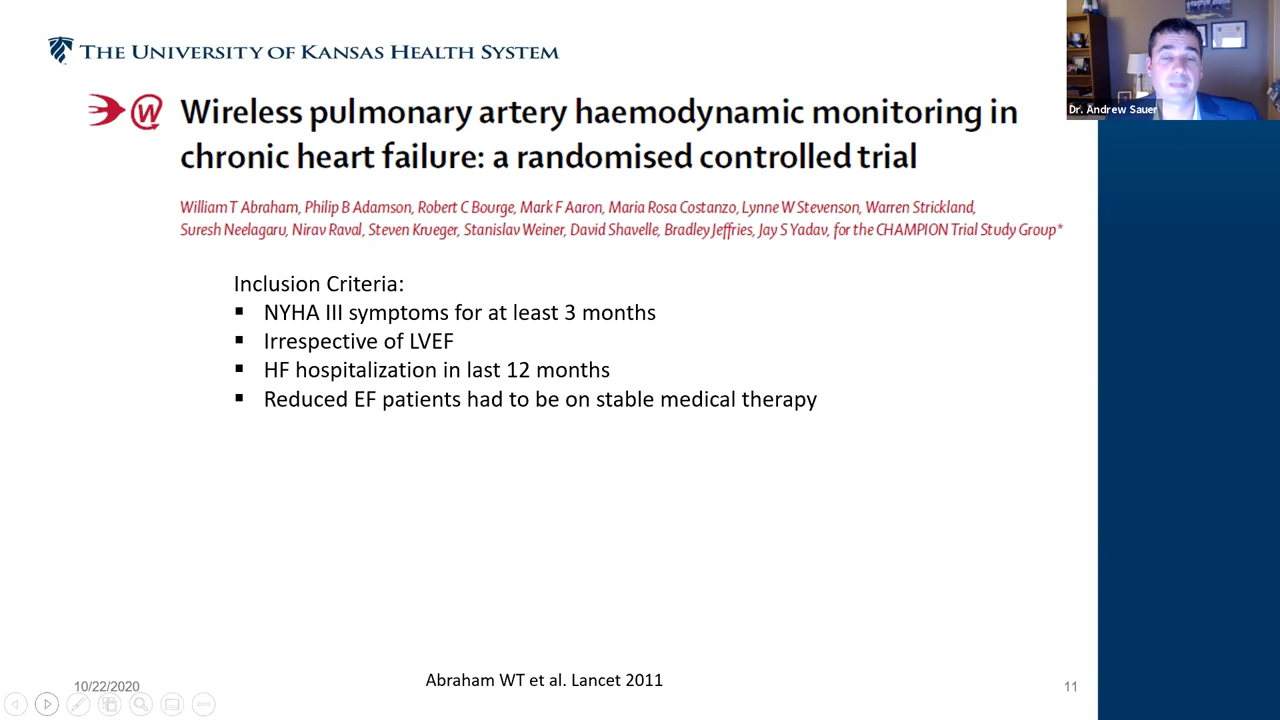 THE UNIVERSITY OF KANSAS HEALTH SYSTEM
Dr. Andrew Sauer
W
Wireless pulmonary artery haemodynamic monitoring in
chronic heart failure: a randomised controlled trial
William T Abraham, Philip B Adamson, Robert C Bourge, Mark F Aaron, Maria Rosa Costanzo, Lynne W Stevenson, Warren Strickland,
Suresh Neelagaru, Nirav Raval, Steven Krueger, Stanislav Weiner, David Shavelle, Bradley Jeffries, Jay S Yadav, for the CHAMPION Trial Study Group*
Inclusion Criteria:
▪ NYHA III symptoms for at least 3 months
▪ Irrespective of LVEF
▪ HF hospitalization in last 12 months
▪ Reduced EF patients had to be on stable medical therapy
Abraham WT et al. Lancet 2011
10/22/2020
11